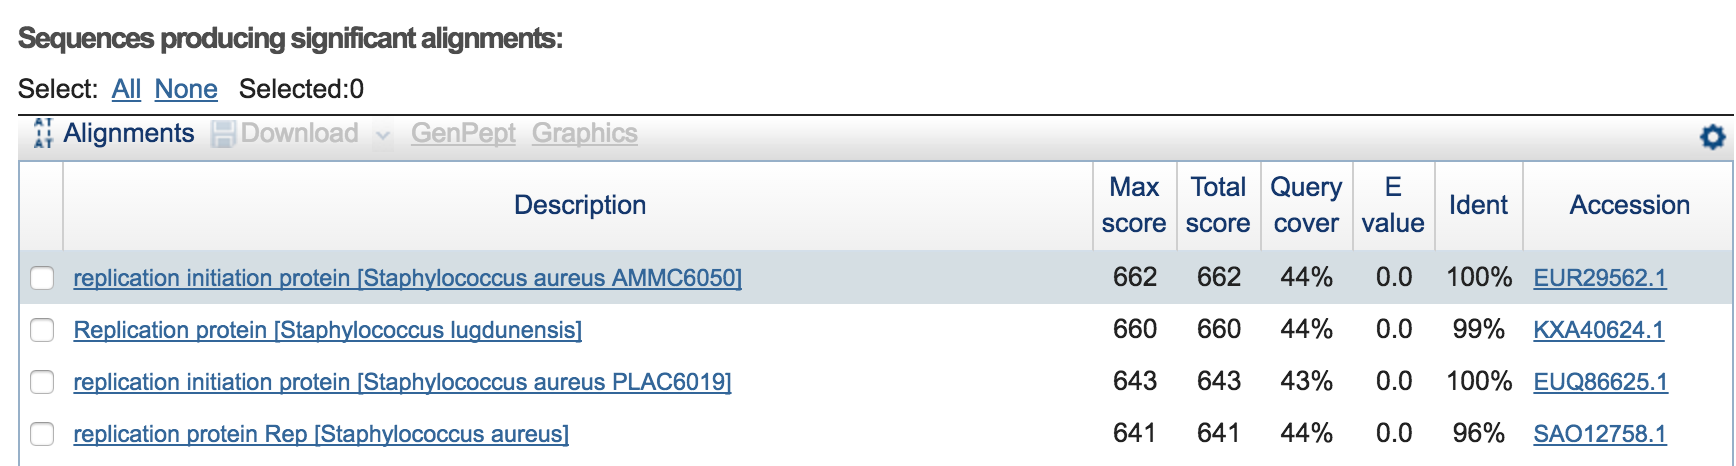 Sequences producing significant alignments:
Select: All None Selected:0
Alignments Download GenPept Graphics
Description Max score Total score Query cover E value Ident Accession
replication initiation protein [Staphylococcus aureus AMMC6050] 662 662 44% 0.0 100% EUR29562.1
Replication protein [Staphylococcus lugdunensis] 660 660 44% 0.0 99% KXA40624.1
replication initiation protein [Staphylococcus aureus PLAC6019] 643 643 43% 0.0 100% EUQ86625.1
replication protein Rep [Staphylococcus aureus] 641 641 44% 0.0 96% SAO12758.1